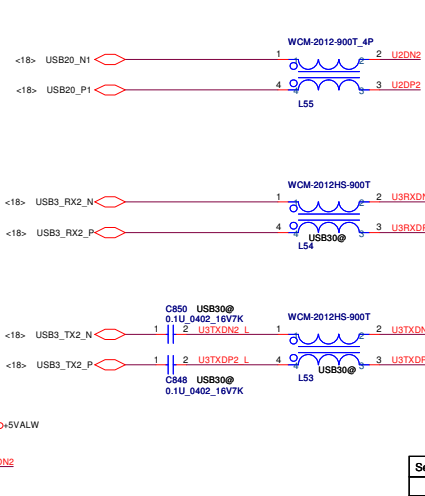 WCM-2012-900T_4P
<18> USB20_N1 1 2 U2DN2
<18> USB20_P1 4 3 U2DP2
L55
WCM-2012HS-900T
<18> USB3_RX2_N 1 2 U3RXDN
<18> USB3_RX2_P 4 3 U3RXDP
USB30@
L54
C850 USB30@
0.1U_0402_16V7K
WCM-2012HS-900T
<18> USB3_TX2_N 1 2 U3TXDN2_L 1 2 U3TXDN
<18> USB3_TX2_P 1 2 U3TXDP2_L 4 3 U3TXDP
USB30@
L53
C848 USB30@
0.1U_0402_16V7K
+5VALW
DN2
Se